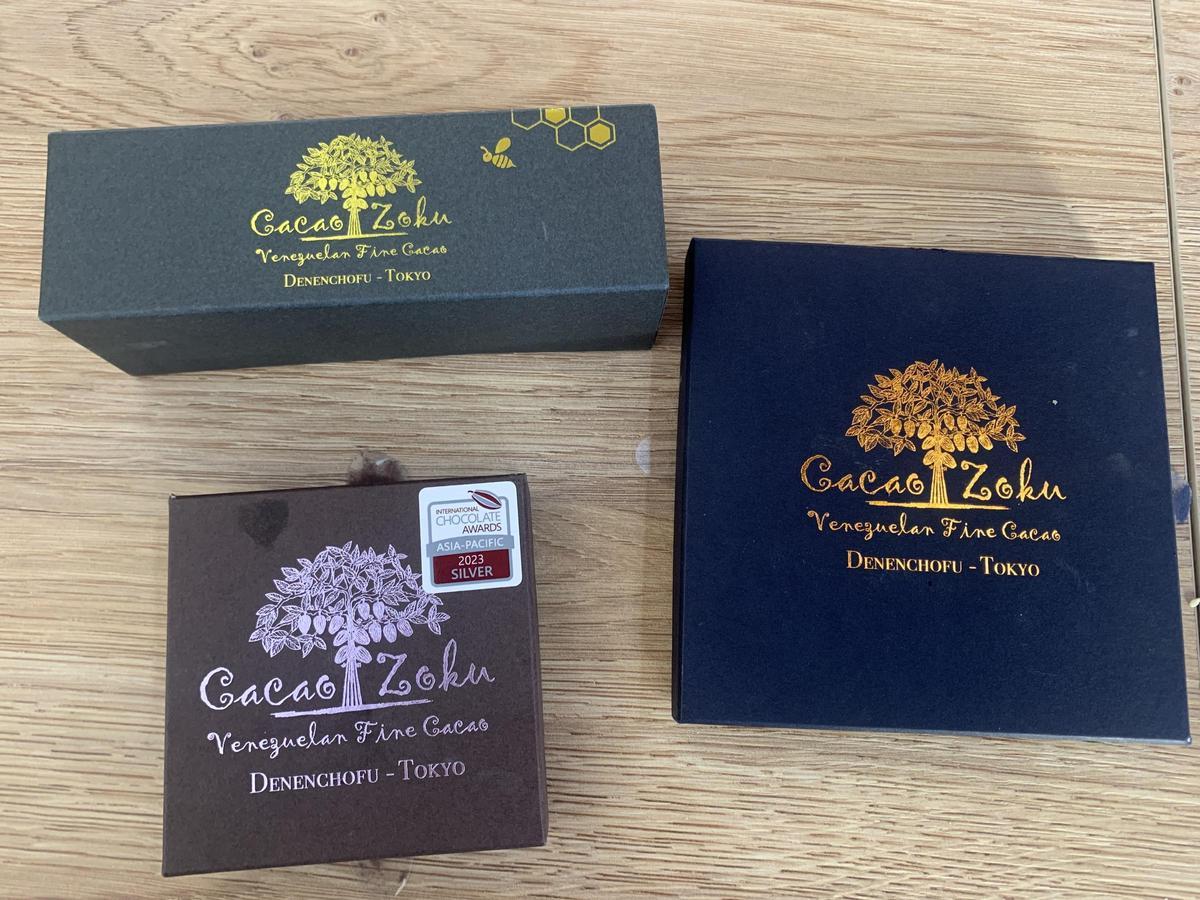 Cacao Zoku
Venezuelan Fine Cacao
DENENCHOFU - TOKYO
Cacao Zoku
Venezuelan Fine Cacao
DENENCHOFU - TOKYO
INTERNATIONAL
CHOCOLATE
AWARDS
ASIA-PACIFIC
2023
SILVER
Cacao Zoku
Venezuelan Fine Cacao
DENENCHOFU - TOKYO